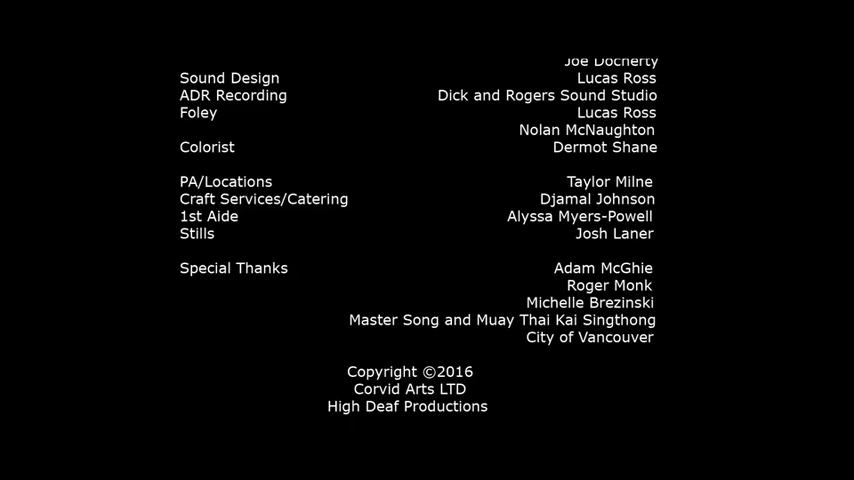 Joe Docherty
Sound Design Lucas Ross
ADR Recording Dick and Rogers Sound Studio
Foley Lucas Ross
Nolan McNaughton
Colorist Dermot Shane
PA/Locations Taylor Milne
Craft Services/Catering Djamal Johnson
1st Aide Alyssa Myers-Powell
Stills Josh Laner
Special Thanks Adam McGhie
Roger Monk
Michelle Brezinski
Master Song and Muay Thai Kai Singthong
City of Vancouver
Copyright ©2016
Corvid Arts LTD
High Deaf Productions